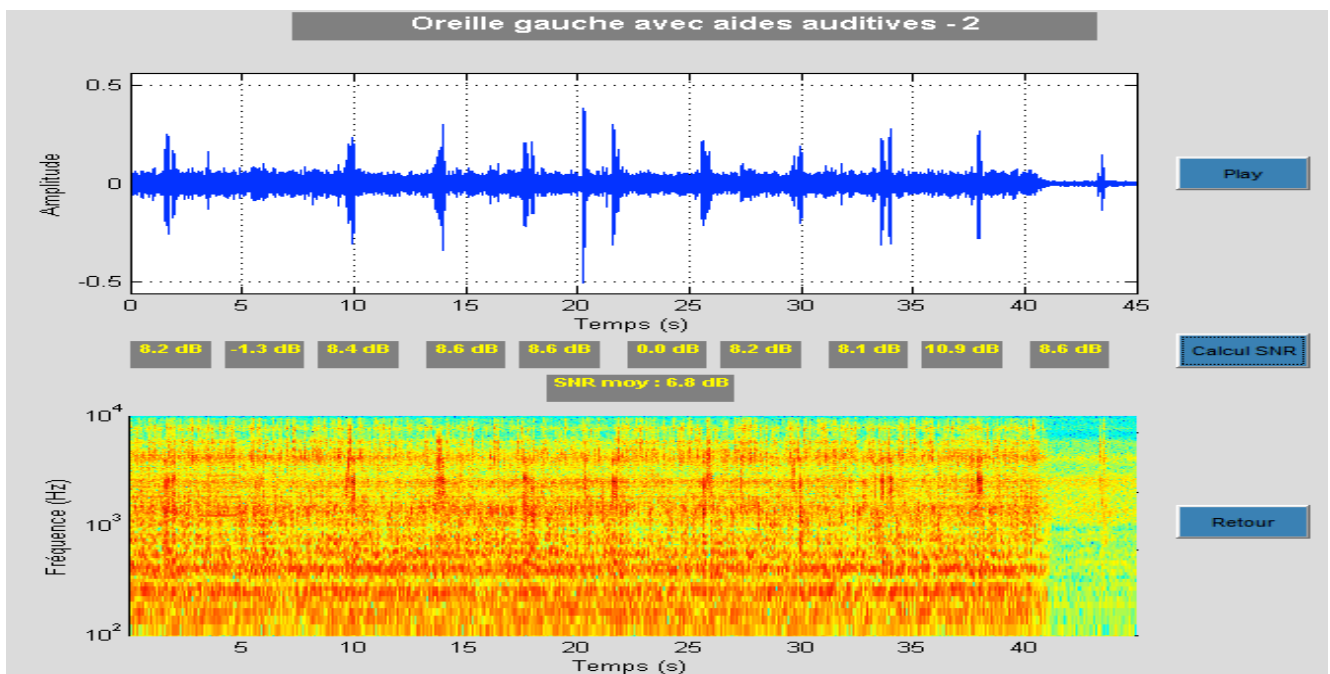 Oreille gauche avec aides auditives - 2
0.5
0
-0.5
Amplitude
0 5 10 15 20 25 30 35 40 45
Temps (s)
Play
8.2 dB -1.3 dB 8.4 dB 8.6 dB 8.6 dB 0.0 dB 8.2 dB 8.1 dB 10.9 dB 8.6 dB
Calcul SNR
SNR moy : 6.8 dB
10⁴
10³
10²
Fréquence (Hz)
5 10 15 20 25 30 35 40
Temps (s)
Retour